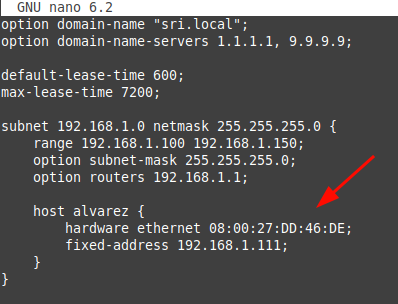 GNU nano 6.2
option domain-name "sri.local";
option domain-name-servers 1.1.1.1, 9.9.9.9;
default-lease-time 600;
max-lease-time 7200;
subnet 192.168.1.0 netmask 255.255.255.0 {
    range 192.168.1.100 192.168.1.150;
    option subnet-mask 255.255.255.0;
    option routers 192.168.1.1;
    host alvarez {
        hardware ethernet 08:00:27:DD:46:DE;
        fixed-address 192.168.1.111;
    }
}